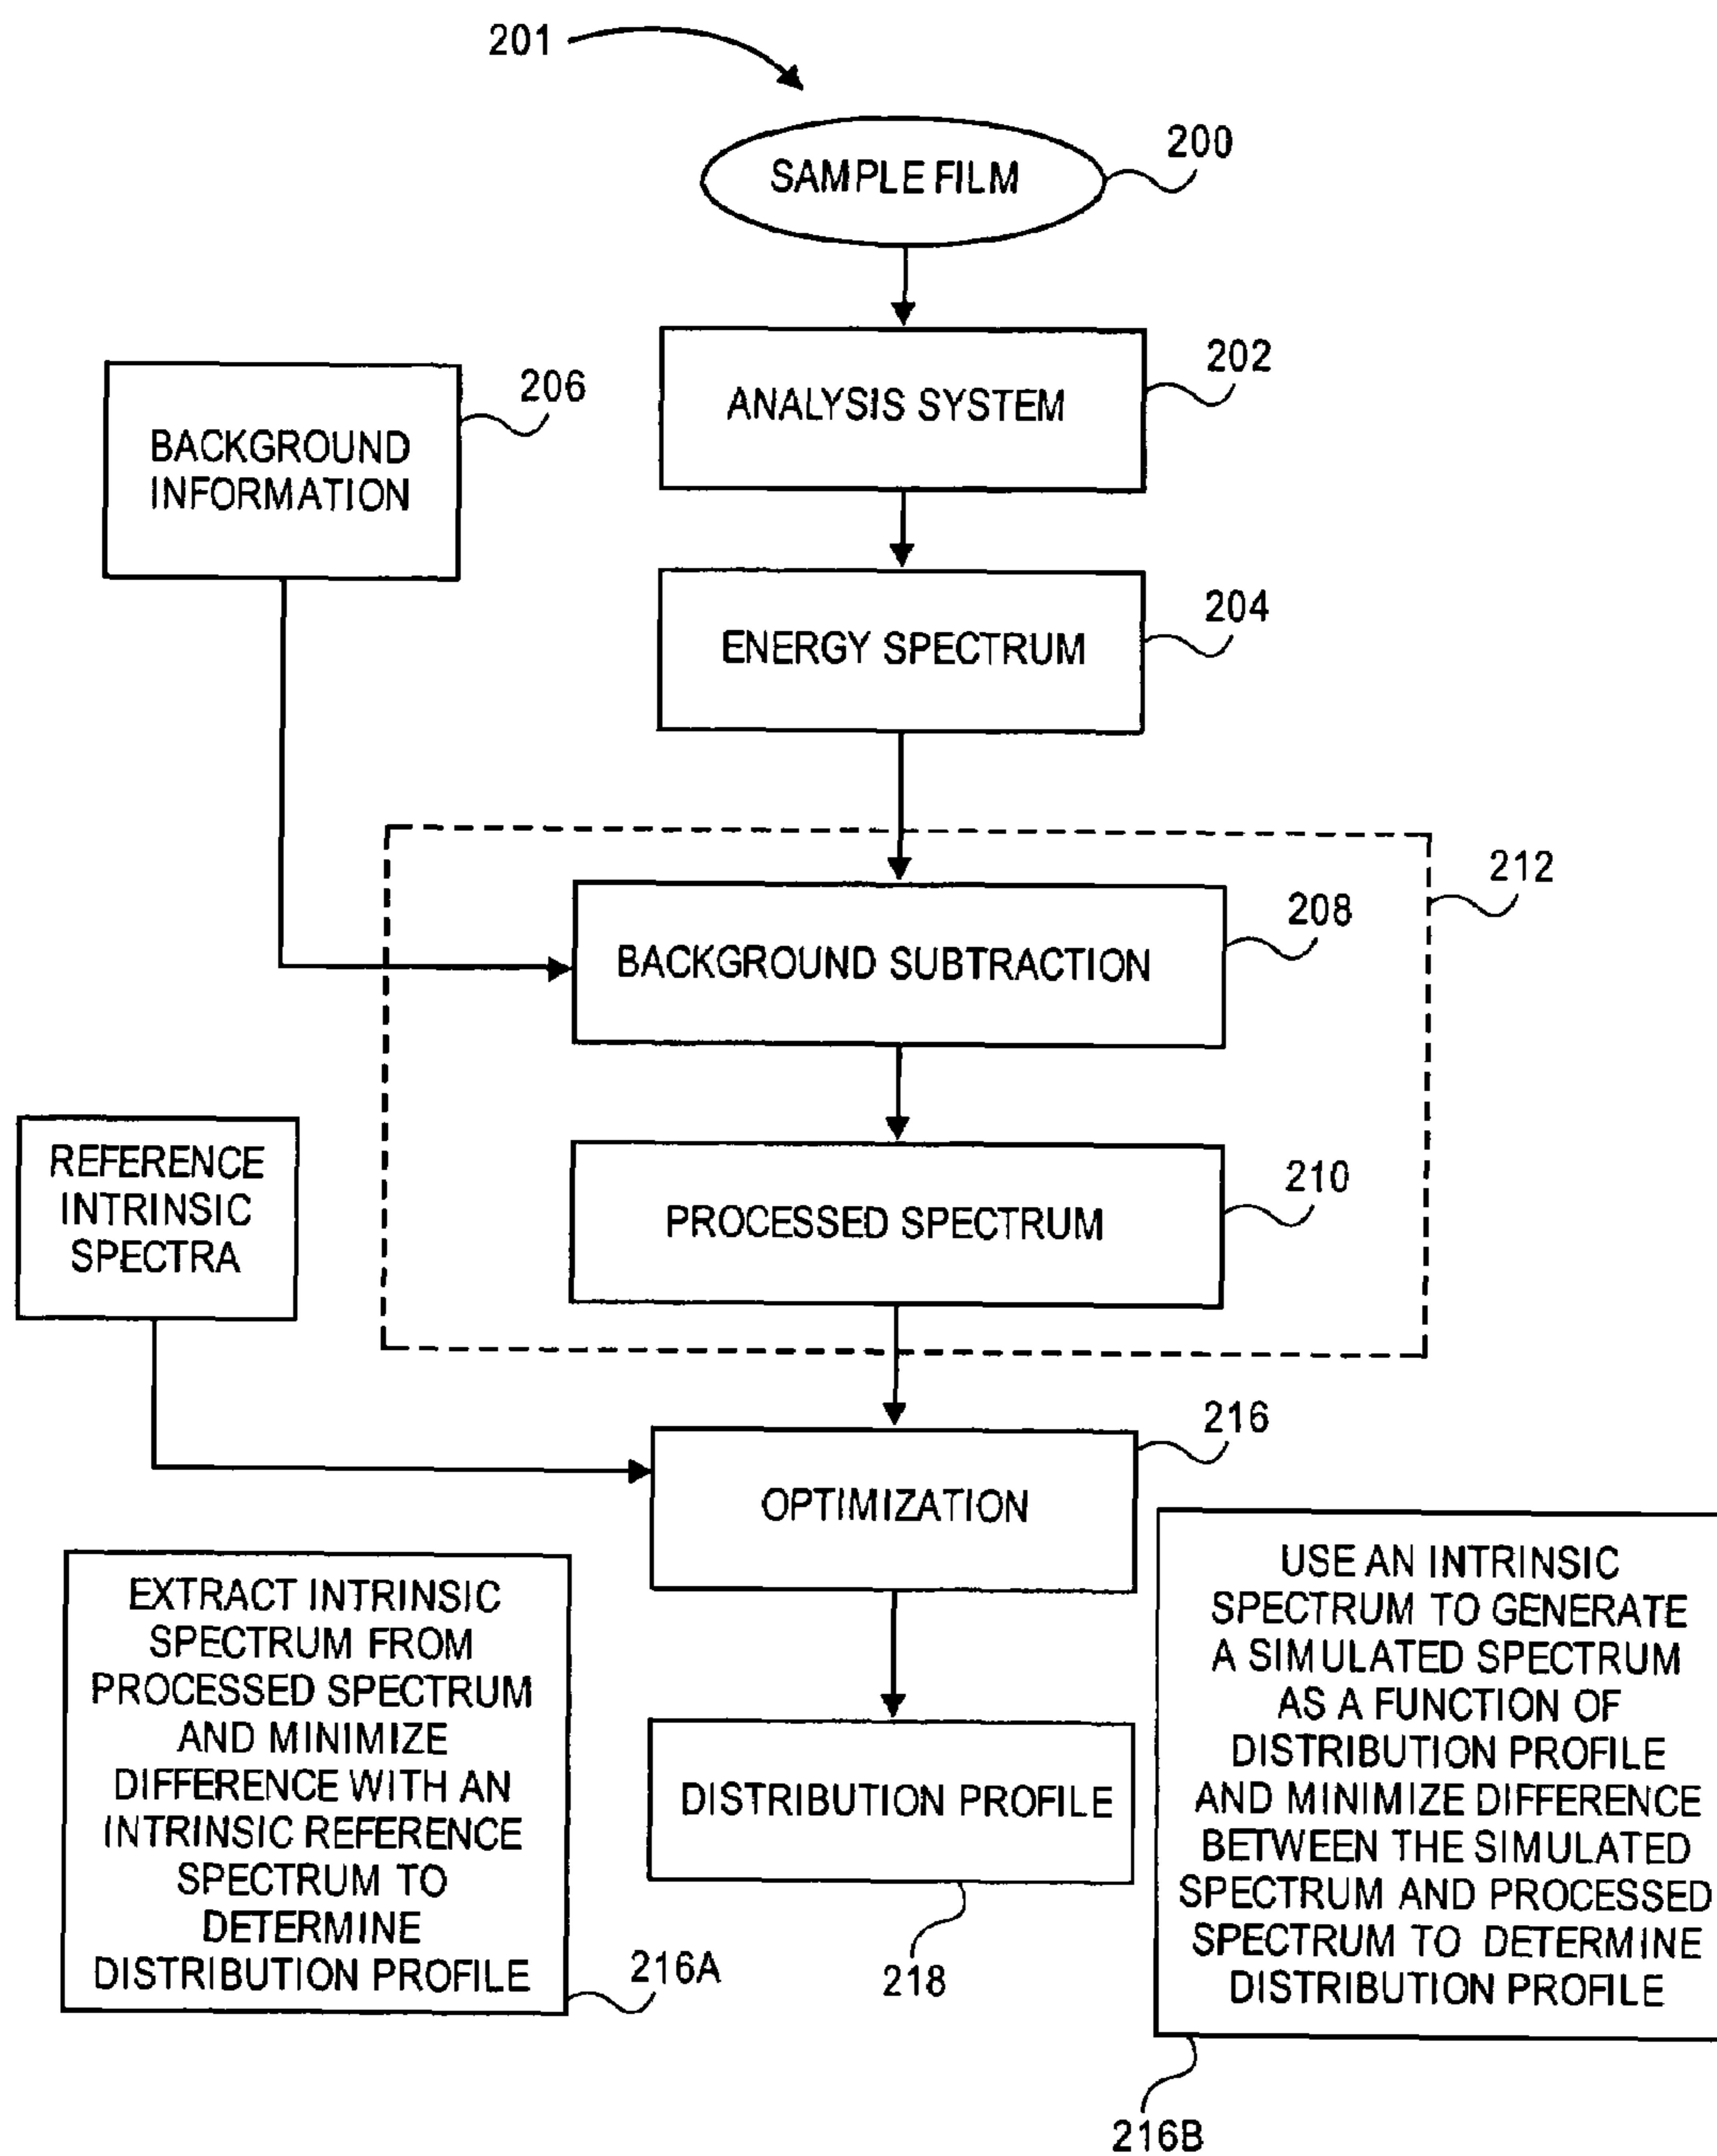 201
SAMPLE FILM
200
ANALYSIS SYSTEM
202
BACKGROUND
INFORMATION
206
ENERGY SPECTRUM
204
212
BACKGROUND SUBTRACTION
208
REFERENCE
INTRINSIC
SPECTRA
PROCESSED SPECTRUM
210
OPTIMIZATION
216
EXTRACT INTRINSIC
SPECTRUM FROM
PROCESSED SPECTRUM
AND MINIMIZE
DIFFERENCE WITH AN
INTRINSIC REFERENCE
SPECTRUM TO
DETERMINE
DISTRIBUTION PROFILE
216A
DISTRIBUTION PROFILE
218
USE AN INTRINSIC
SPECTRUM TO GENERATE
A SIMULATED SPECTRUM
AS A FUNCTION OF
DISTRIBUTION PROFILE
AND MINIMIZE DIFFERENCE
BETWEEN THE SIMULATED
SPECTRUM AND PROCESSED
SPECTRUM TO DETERMINE
DISTRIBUTION PROFILE
216B